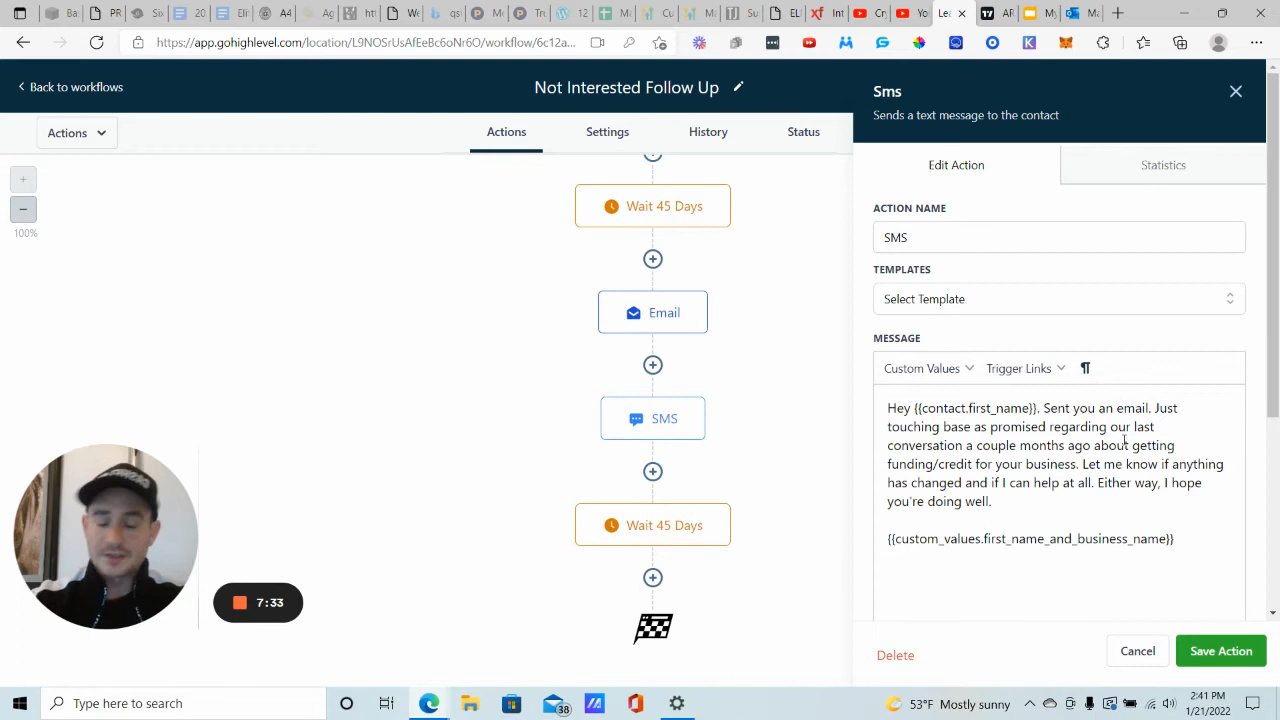 https://app.gohighlevel.com/location/L9NOSrUsAfEeBc6oNr6O/workflow/6c12a...
Back to workflows
Not Interested Follow Up
Sms
Sends a text message to the contact
Actions
Actions
Settings
History
Status
Edit Action
Statistics
100%
Wait 45 Days
Email
SMS
Wait 45 Days
ACTION NAME
SMS
TEMPLATES
Select Template
MESSAGE
Custom Values
Trigger Links
Hey {{contact.first_name}}. Sent you an email. Just
touching base as promised regarding our last
conversation a couple months ago about getting
funding/credit for your business. Let me know if anything
has changed and if I can help at all. Either way, I hope
you're doing well.
{{custom_values.first_name_and_business_name}}
7:33
Delete
Cancel
Save Action
Type here to search
38
53°F Mostly sunny
2:41 PM
1/21/2022